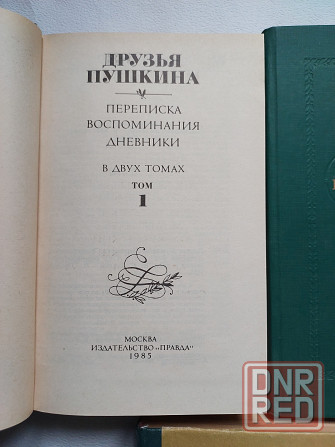 ДРУЗЬЯ
ПУШКИНА
ПЕРЕПИСКА
ВОСПОМИНАНИЯ
ДНЕВНИКИ
В ДВУХ ТОМАХ
ТОМ
1
МОСКВА
ИЗДАТЕЛЬСТВО «ПРАВДА»
1985
DNR
RED